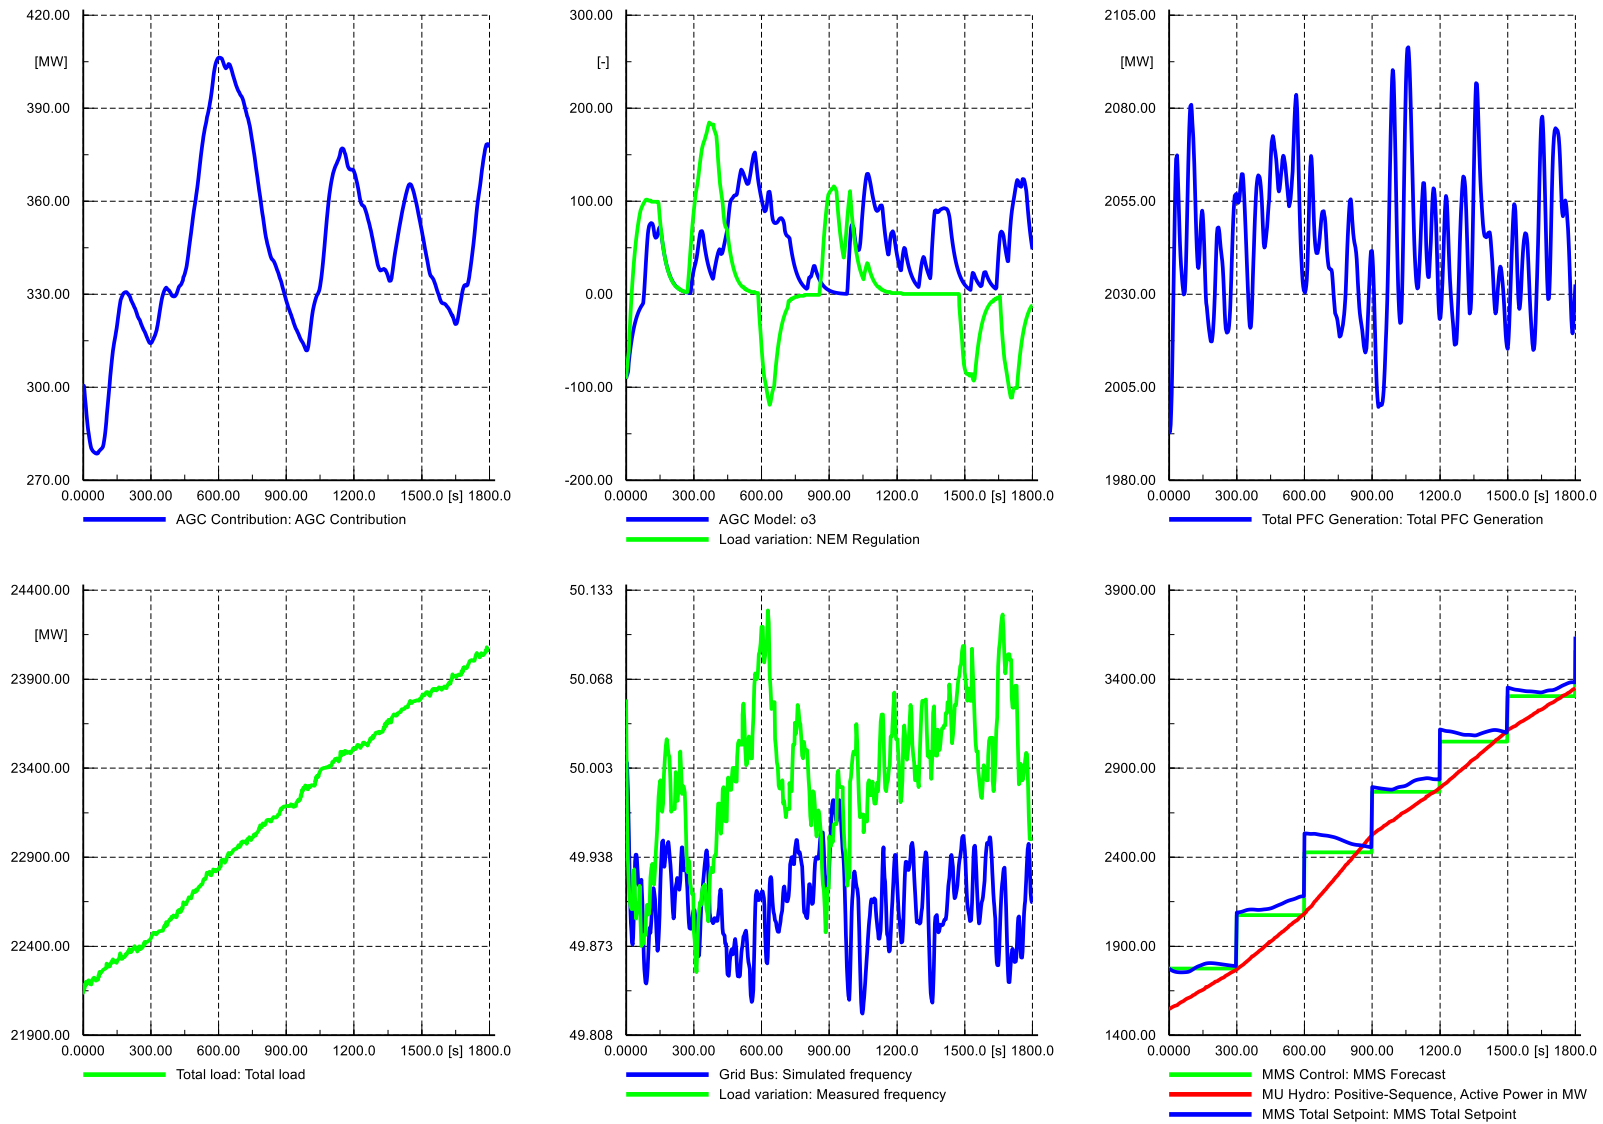 420.00
[MW]
390.00
360.00
330.00
300.00
270.00
0.0000 300.00 600.00 900.00 1200.0 1500.0 [s] 1800.0
AGC Contribution: AGC Contribution
300.00
[-]
200.00
100.00
0.00
-100.00
-200.00
0.0000 300.00 600.00 900.00 1200.0 1500.0 [s] 1800.0
AGC Model: o3
Load variation: NEM Regulation
2105.00
[MW]
2080.00
2055.00
2030.00
2005.00
1980.00
0.0000 300.00 600.00 900.00 1200.0 1500.0 [s] 1800.0
Total PFC Generation: Total PFC Generation
24400.00
[MW]
23900.00
23400.00
22900.00
22400.00
21900.00
0.0000 300.00 600.00 900.00 1200.0 1500.0 [s] 1800.0
Total load: Total load
50.133
50.068
50.003
49.938
49.873
49.808
0.0000 300.00 600.00 900.00 1200.0 1500.0 [s] 1800.0
Grid Bus: Simulated frequency
Load variation: Measured frequency
3900.00
3400.00
2900.00
2400.00
1900.00
1400.00
0.0000 300.00 600.00 900.00 1200.0 1500.0 [s] 1800.0
MMS Control: MMS Forecast
MU Hydro: Positive-Sequence, Active Power in MW
MMS Total Setpoint: MMS Total Setpoint